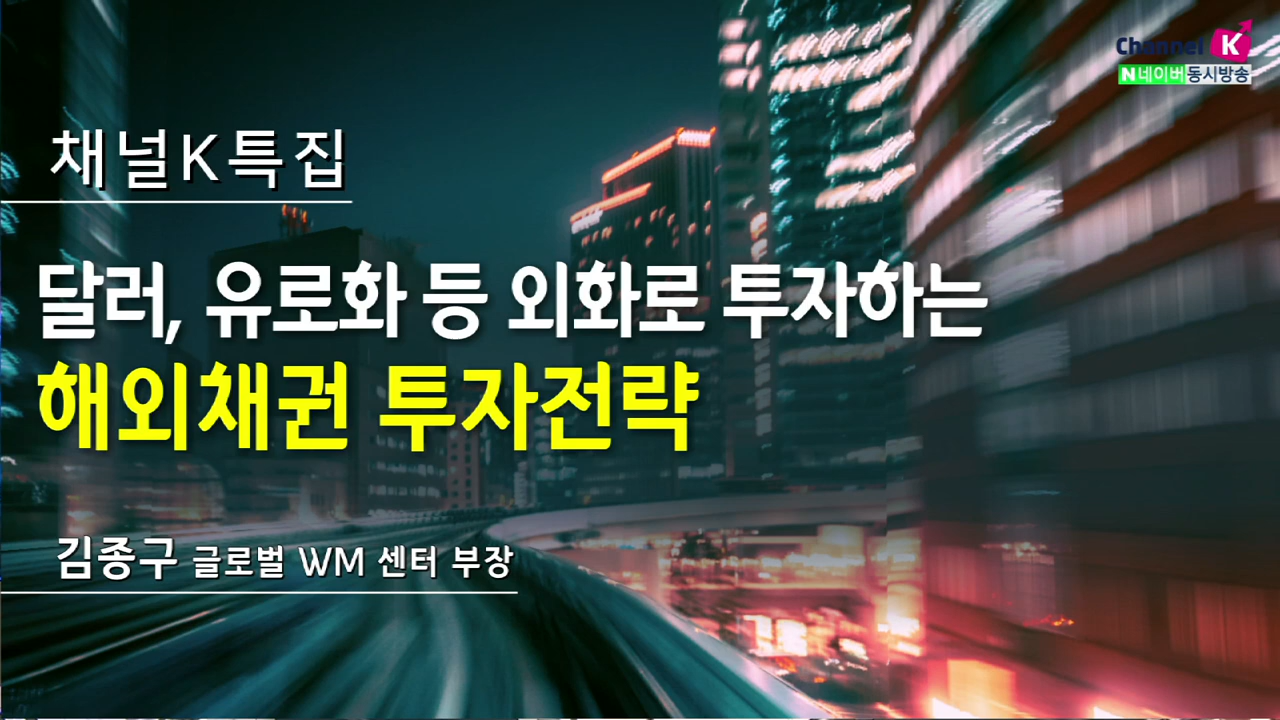 Channel K
N 네이버 동시방송
채널K특집
달러, 유로화 등 외화로 투자하는
해외채권 투자전략
김종구 글로벌 WM 센터 부장